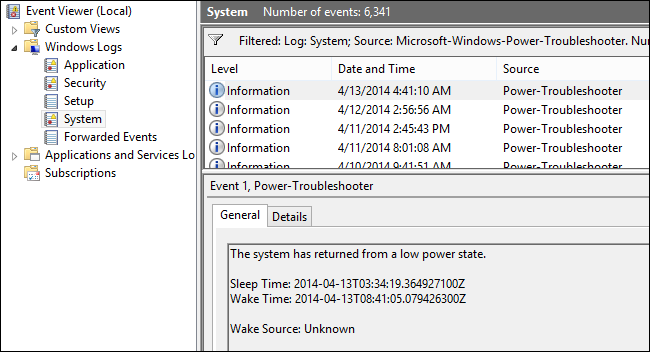 Event Viewer (Local)
Custom Views
Windows Logs
Application
Security
Setup
System
Forwarded Events
Applications and Services Lo
Subscriptions
System Number of events: 6,341
Filtered: Log: System; Source: Microsoft-Windows-Power-Troubleshooter. Nu
Level Date and Time Source
Information 4/13/2014 4:41:10 AM Power-Troubleshooter
Information 4/12/2014 2:56:56 AM Power-Troubleshooter
Information 4/11/2014 2:45:43 PM Power-Troubleshooter
Information 4/11/2014 8:01:08 AM Power-Troubleshooter
Information 4/10/2014 9:41:51 AM Power-Troubleshooter
Event 1, Power-Troubleshooter
General Details
The system has returned from a low power state.
Sleep Time: 2014-04-13T03:34:19.364927100Z
Wake Time: 2014-04-13T08:41:05.079426300Z
Wake Source: Unknown